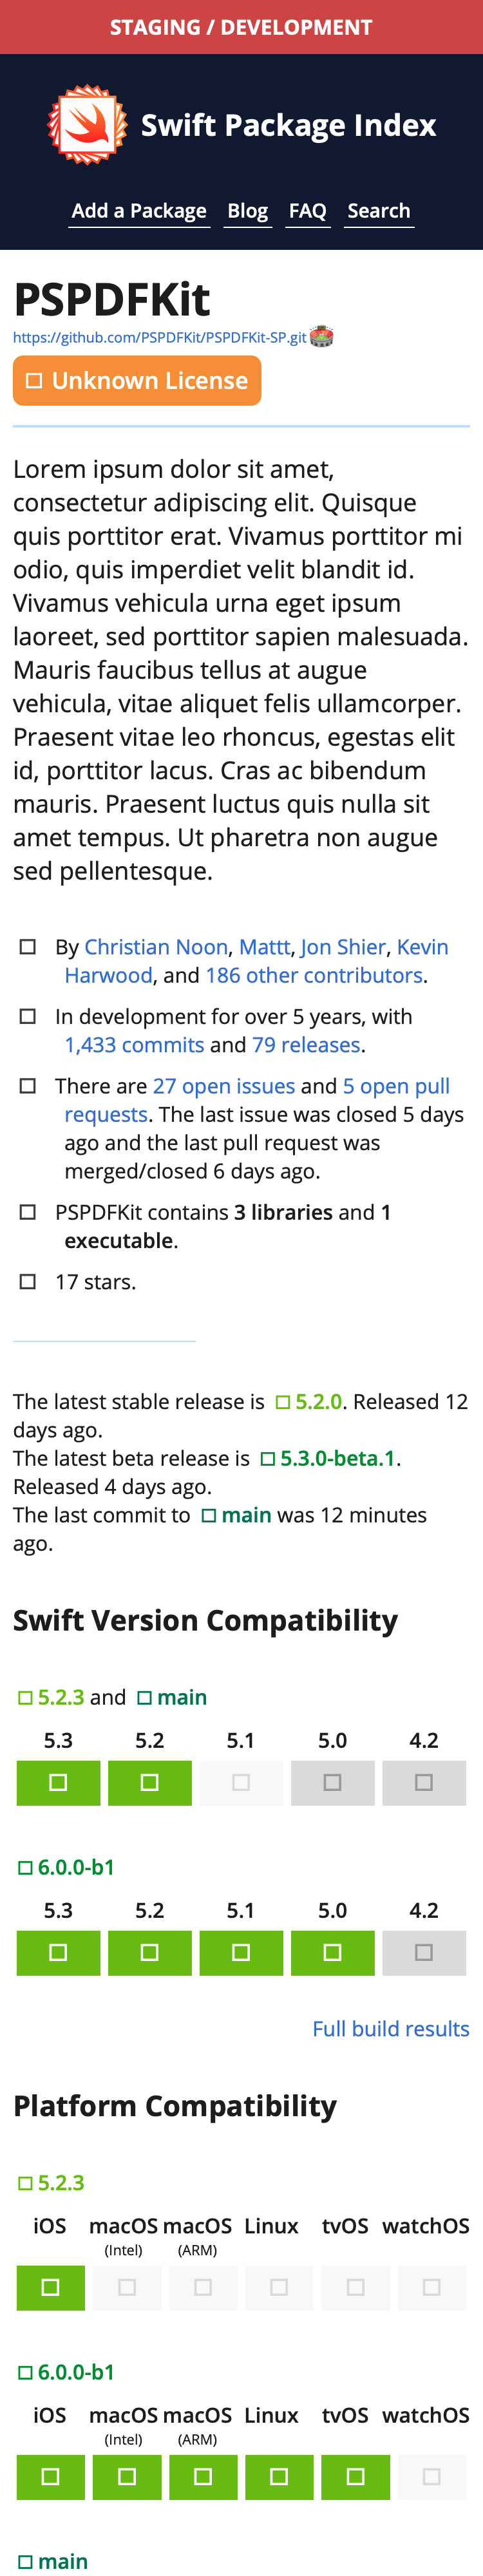 STAGING / DEVELOPMENT
Swift Package Index
Add a Package Blog FAQ Search
PSPDFKit
https://github.com/PSPDFKit/PSPDFKit-SP.git
Unknown License
Lorem ipsum dolor sit amet,
consectetur adipiscing elit. Quisque
quis porttitor erat. Vivamus porttitor mi
odio, quis imperdiet velit blandit id.
Vivamus vehicula urna eget ipsum
laoreet, sed porttitor sapien malesuada.
Mauris faucibus tellus at augue
vehicula, vitae aliquet felis ullamcorper.
Praesent vitae leo rhoncus, egestas elit
id, porttitor lacus. Cras ac bibendum
mauris. Praesent luctus quis nulla sit
amet tempus. Ut pharetra non augue
sed pellentesque.
By Christian Noon, Mattt, Jon Shier, Kevin
Harwood, and 186 other contributors.
In development for over 5 years, with
1,433 commits and 79 releases.
There are 27 open issues and 5 open pull
requests. The last issue was closed 5 days
ago and the last pull request was
merged/closed 6 days ago.
PSPDFKit contains 3 libraries and 1
executable.
17 stars.
The latest stable release is 5.2.0. Released 12
days ago.
The latest beta release is 5.3.0-beta.1.
Released 4 days ago.
The last commit to main was 12 minutes
ago.
Swift Version Compatibility
5.2.3 and main
5.3 5.2 5.1 5.0 4.2
6.0.0-b1
5.3 5.2 5.1 5.0 4.2
Full build results
Platform Compatibility
5.2.3
iOS macOS macOS Linux tvOS watchOS
(Intel) (ARM)
6.0.0-b1
iOS macOS macOS Linux tvOS watchOS
(Intel) (ARM)
main